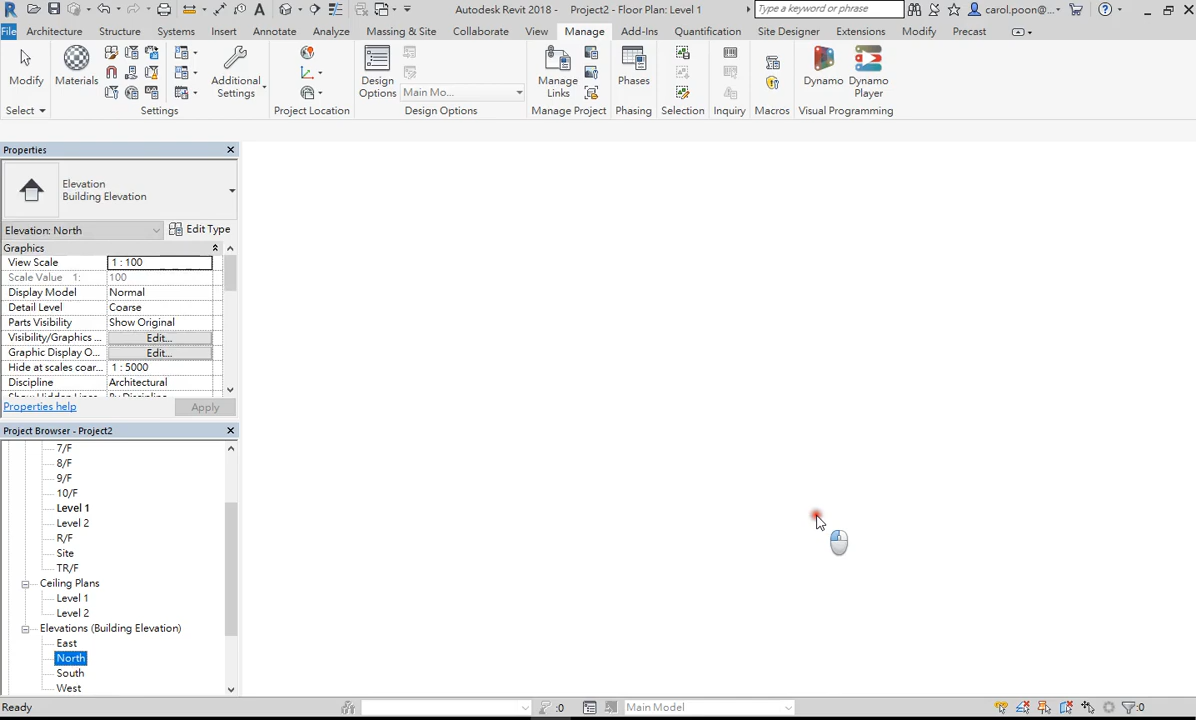 Autodesk Revit 2018 - Project2 - Floor Plan: Level 1
Type a keyword or phrase
carol.poon@...
File Architecture Structure Systems Insert Annotate Analyze Massing & Site Collaborate View Manage Add-Ins Quantification Site Designer Extensions Modify Precast
Modify
Materials
Additional Settings
Design Options
Main Mo...
Manage Links
Phases
Dynamo
Dynamo Player
Select
Settings
Project Location
Design Options
Manage Project
Phasing
Selection
Inquiry
Macros
Visual Programming
Properties
Elevation
Building Elevation
Elevation: North
Edit Type
Graphics
View Scale 1 : 100
Scale Value 1: 100
Display Model Normal
Detail Level Coarse
Parts Visibility Show Original
Visibility/Graphics ... Edit...
Graphic Display O... Edit...
Hide at scales coar... 1 : 5000
Discipline Architectural
Show Hidden Lines By Discipline
Properties help
Apply
Project Browser - Project2
7/F
8/F
9/F
10/F
Level 1
Level 2
R/F
Site
TR/F
Ceiling Plans
Level 1
Level 2
Elevations (Building Elevation)
East
North
South
West
Ready
:0
Main Model
:0